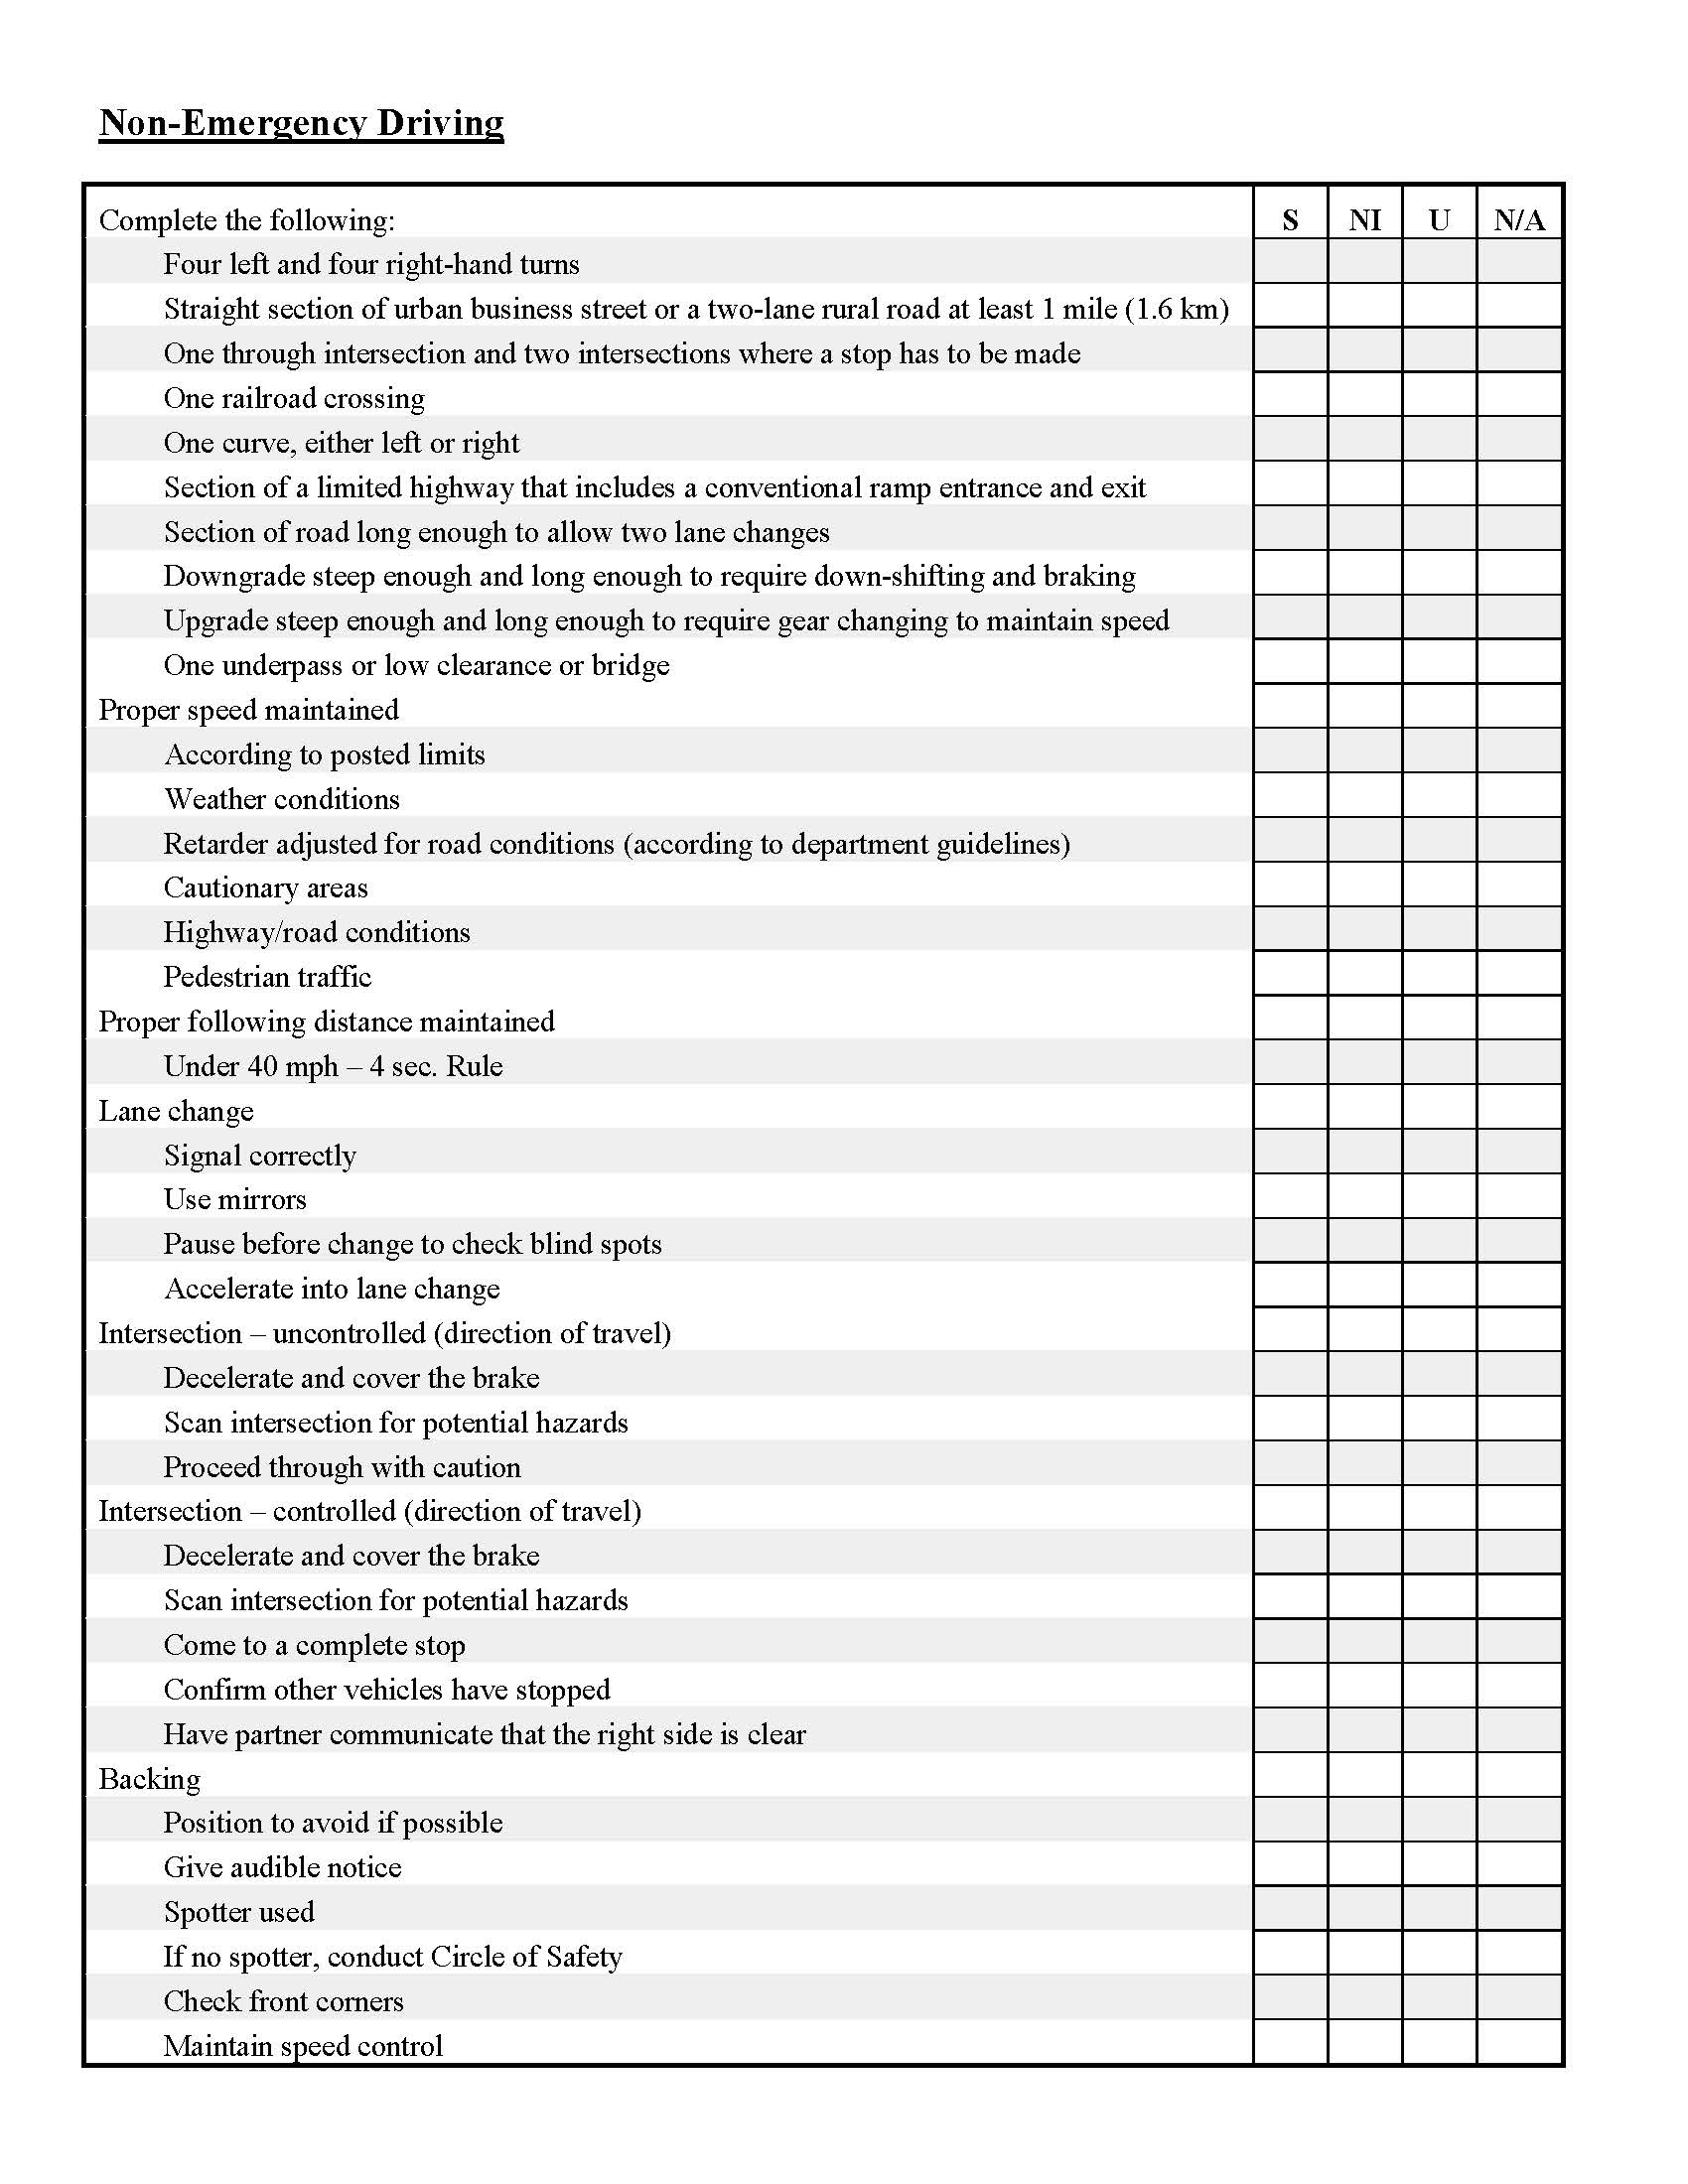 Non-Emergency Driving
Complete the following: S NI U N/A
Four left and four right-hand turns
Straight section of urban business street or a two-lane rural road at least 1 mile (1.6 km)
One through intersection and two intersections where a stop has to be made
One railroad crossing
One curve, either left or right
Section of a limited highway that includes a conventional ramp entrance and exit
Section of road long enough to allow two lane changes
Downgrade steep enough and long enough to require down-shifting and braking
Upgrade steep enough and long enough to require gear changing to maintain speed
One underpass or low clearance or bridge
Proper speed maintained
According to posted limits
Weather conditions
Retarder adjusted for road conditions (according to department guidelines)
Cautionary areas
Highway/road conditions
Pedestrian traffic
Proper following distance maintained
Under 40 mph – 4 sec. Rule
Lane change
Signal correctly
Use mirrors
Pause before change to check blind spots
Accelerate into lane change
Intersection – uncontrolled (direction of travel)
Decelerate and cover the brake
Scan intersection for potential hazards
Proceed through with caution
Intersection – controlled (direction of travel)
Decelerate and cover the brake
Scan intersection for potential hazards
Come to a complete stop
Confirm other vehicles have stopped
Have partner communicate that the right side is clear
Backing
Position to avoid if possible
Give audible notice
Spotter used
If no spotter, conduct Circle of Safety
Check front corners
Maintain speed control